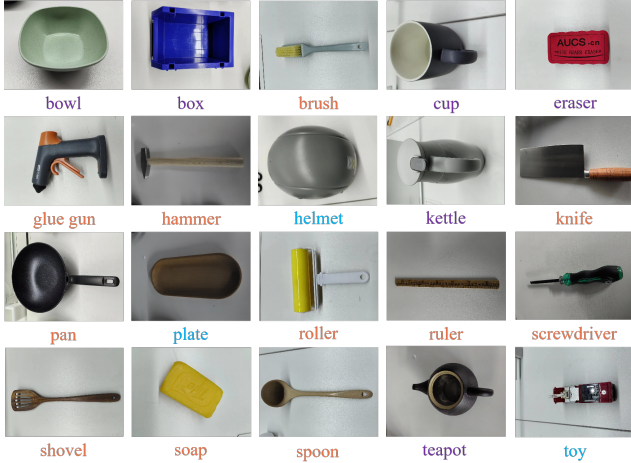 AUCS-cn
bowl
box
brush
cup
eraser
glue gun
hammer
helmet
kettle
knife
pan
plate
roller
ruler
screwdriver
shovel
soap
spoon
teapot
toy